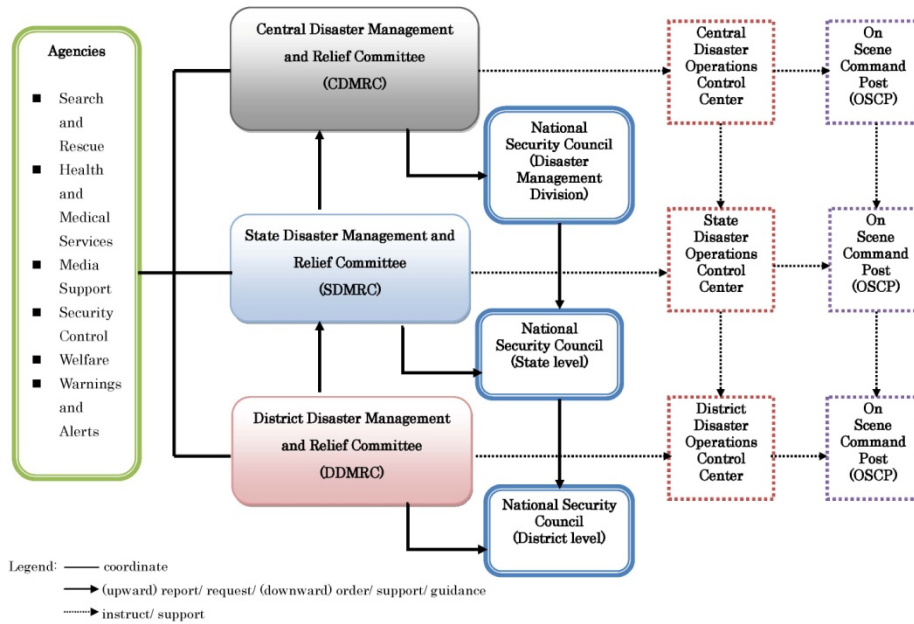 Agencies
■ Search
and
Rescue
■ Health
and
Medical
Services
■ Media
Support
■ Security
Control
■ Welfare
■ Warnings
and
Alerts
Central Disaster Management
and Relief Committee
(CDMRC)
National
Security Council
(Disaster
Management
Division)
State Disaster Management and
Relief Committee
(SDMRC)
National
Security Council
(State level)
District Disaster Management
and Relief Committee
(DDMRC)
National Security
Council
(District level)
Central
Disaster
Operations
Control
Center
On
Scene
Command
Post
(OSCP)
State
Disaster
Operations
Control
Center
On
Scene
Command
Post
(OSCP)
District
Disaster
Operations
Control
Center
On
Scene
Command
Post
(OSCP)
Legend: coordinate
(upward) report/ request/ (downward) order/ support/ guidance
instruct/ support